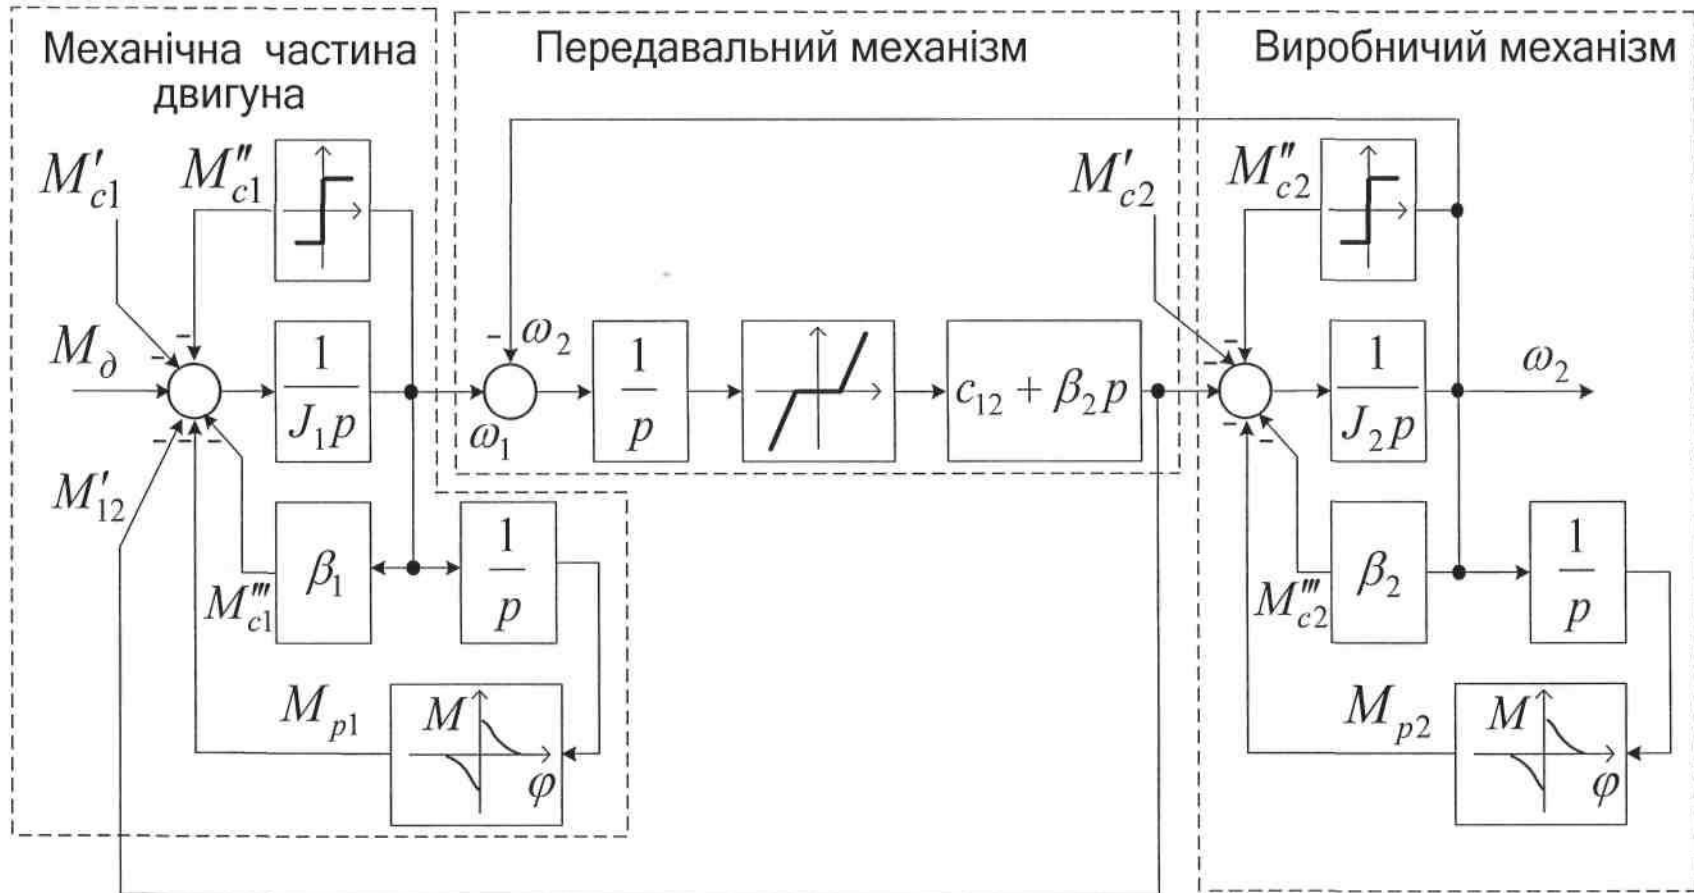 Механічна частина
двигуна
Передавальний механізм
Виробничий механізм
M′c1
M″c1
M′c2
M″c2
Mд
1
J1p
ω2
ω1
1
p
c12 + β2p
1
J2p
ω2
M′12
M‴c1
β1
1
p
M‴c2
β2
1
p
Mp1
M
φ
Mp2
M
φ
-
-
-
-
-
-
-
-
-
-